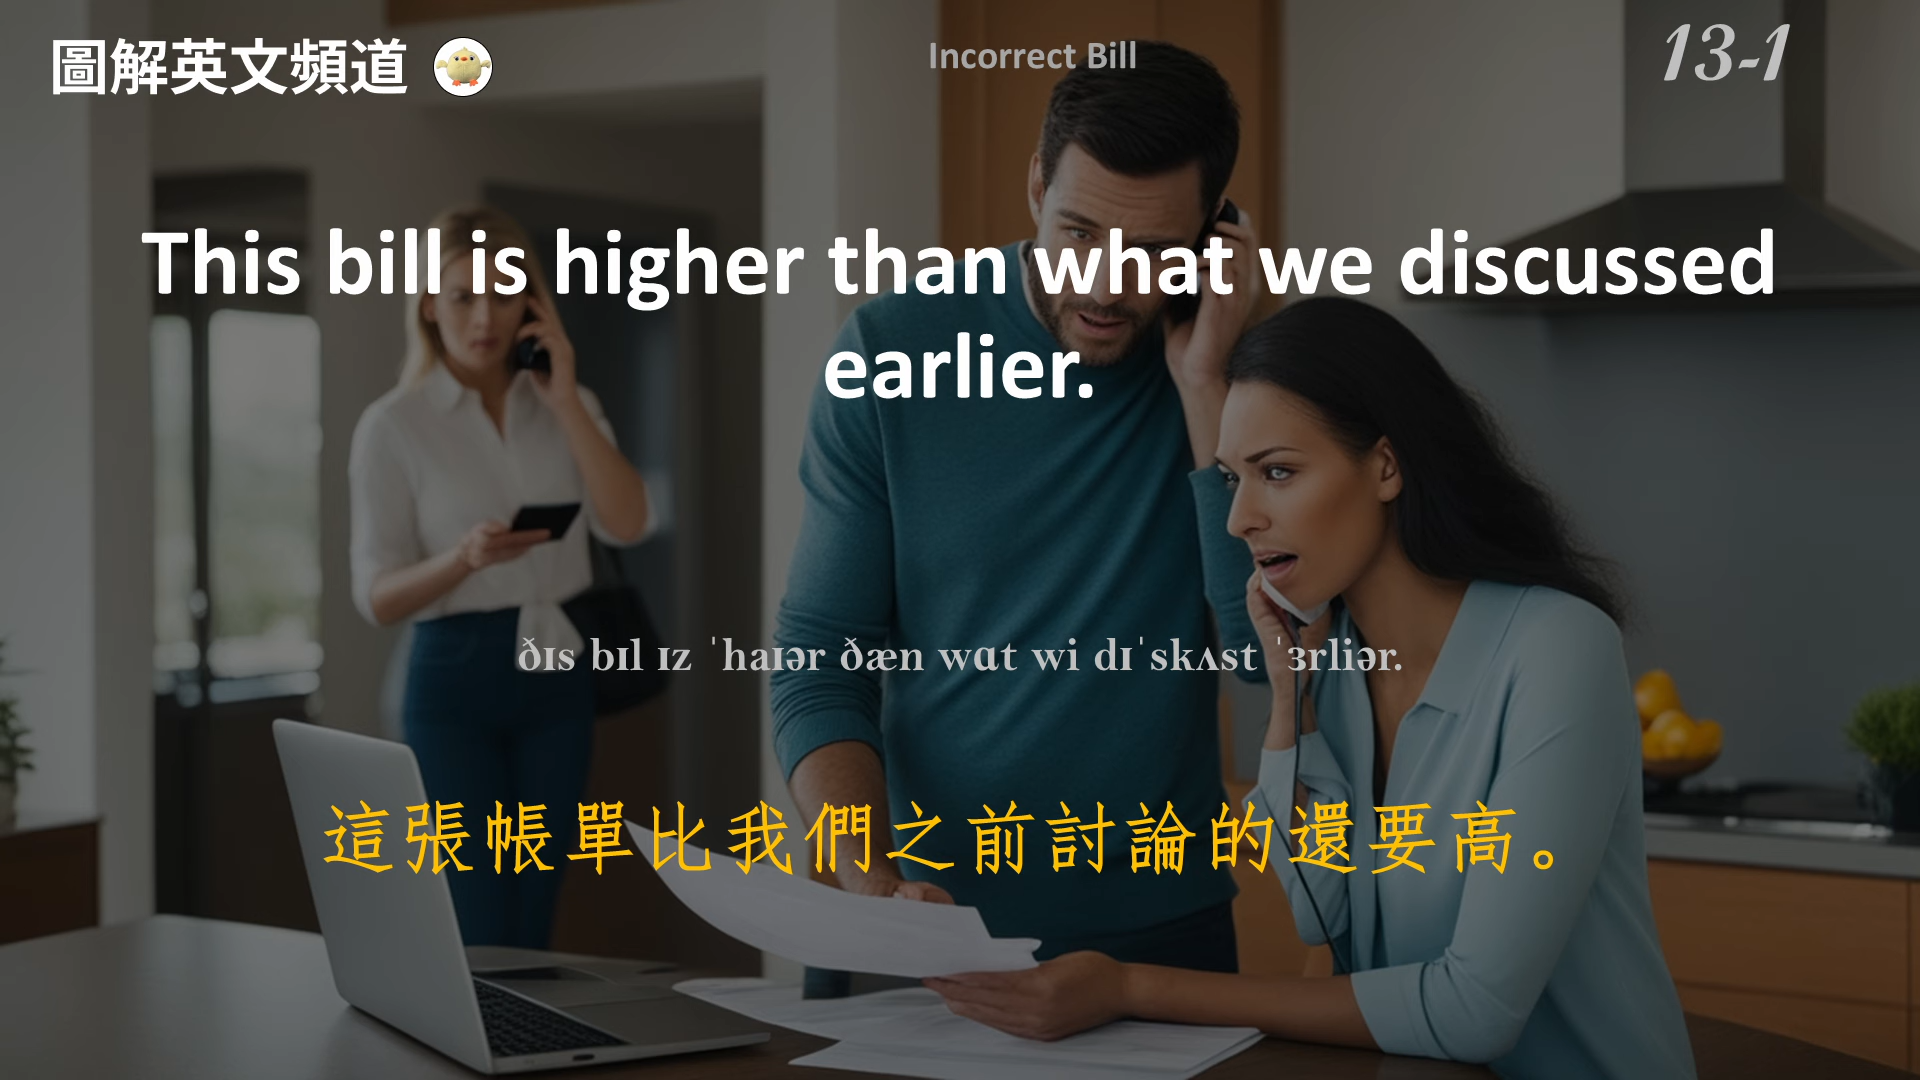 圖解英文頻道
Incorrect Bill
13-1
This bill is higher than what we discussed
earlier.
ðɪs bɪl ɪz ˈhaɪər ðæn wɑt wi dɪˈskʌst ˈɜrliər.
這張帳單比我們之前討論的還要高。